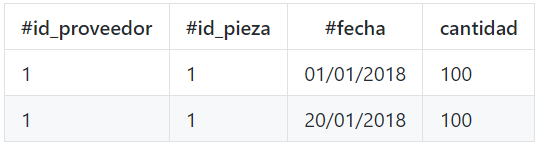 #id_proveedor #id_pieza #fecha cantidad
1 1 01/01/2018 100
1 1 20/01/2018 100